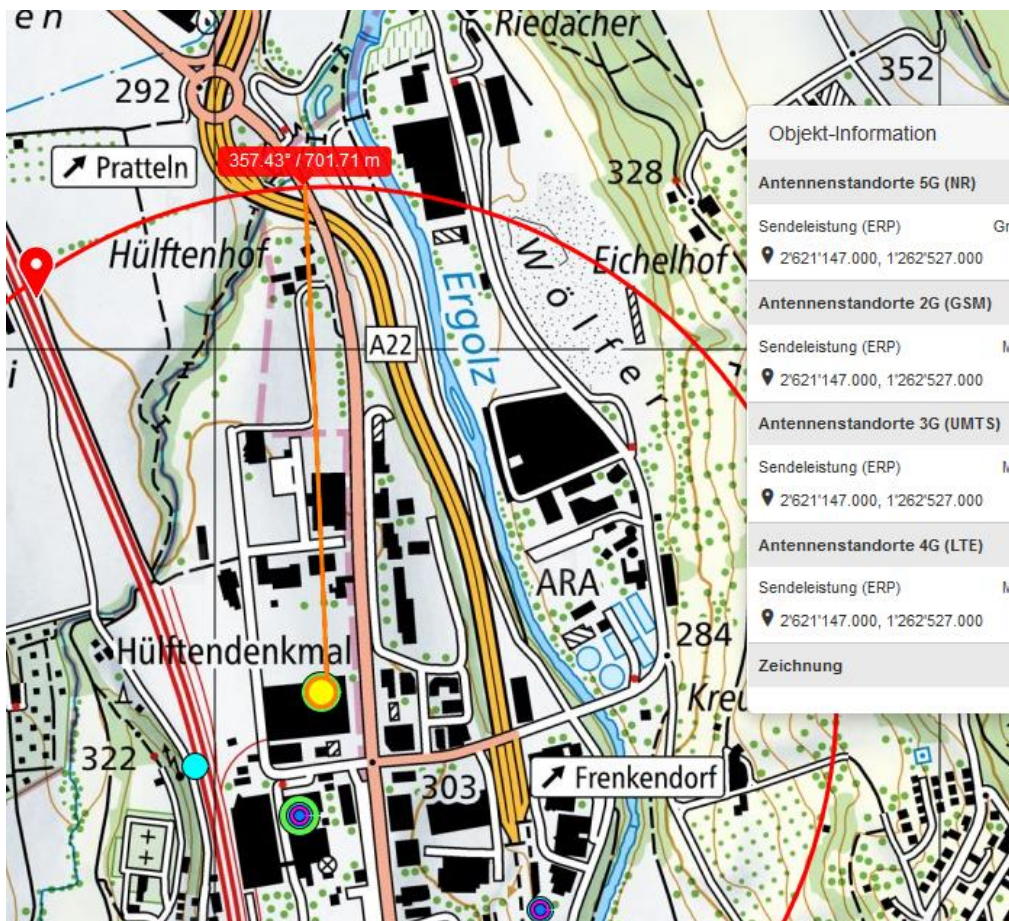 en
Riedacher
292
352
Pratteln
357.43° / 701.71 m
328
Hülftenhof
Eichelhof
Wölfer
Ergolz
A22
i
ARA
284
Hülftendenkmal
322
303
Frenkendorf
Objekt-Information
Antennenstandorte 5G (NR)
Sendeleistung (ERP) Gr
2'621'147.000, 1'262'527.000
Antennenstandorte 2G (GSM)
Sendeleistung (ERP) M
2'621'147.000, 1'262'527.000
Antennenstandorte 3G (UMTS)
Sendeleistung (ERP) M
2'621'147.000, 1'262'527.000
Antennenstandorte 4G (LTE)
Sendeleistung (ERP) M
2'621'147.000, 1'262'527.000
Zeichnung